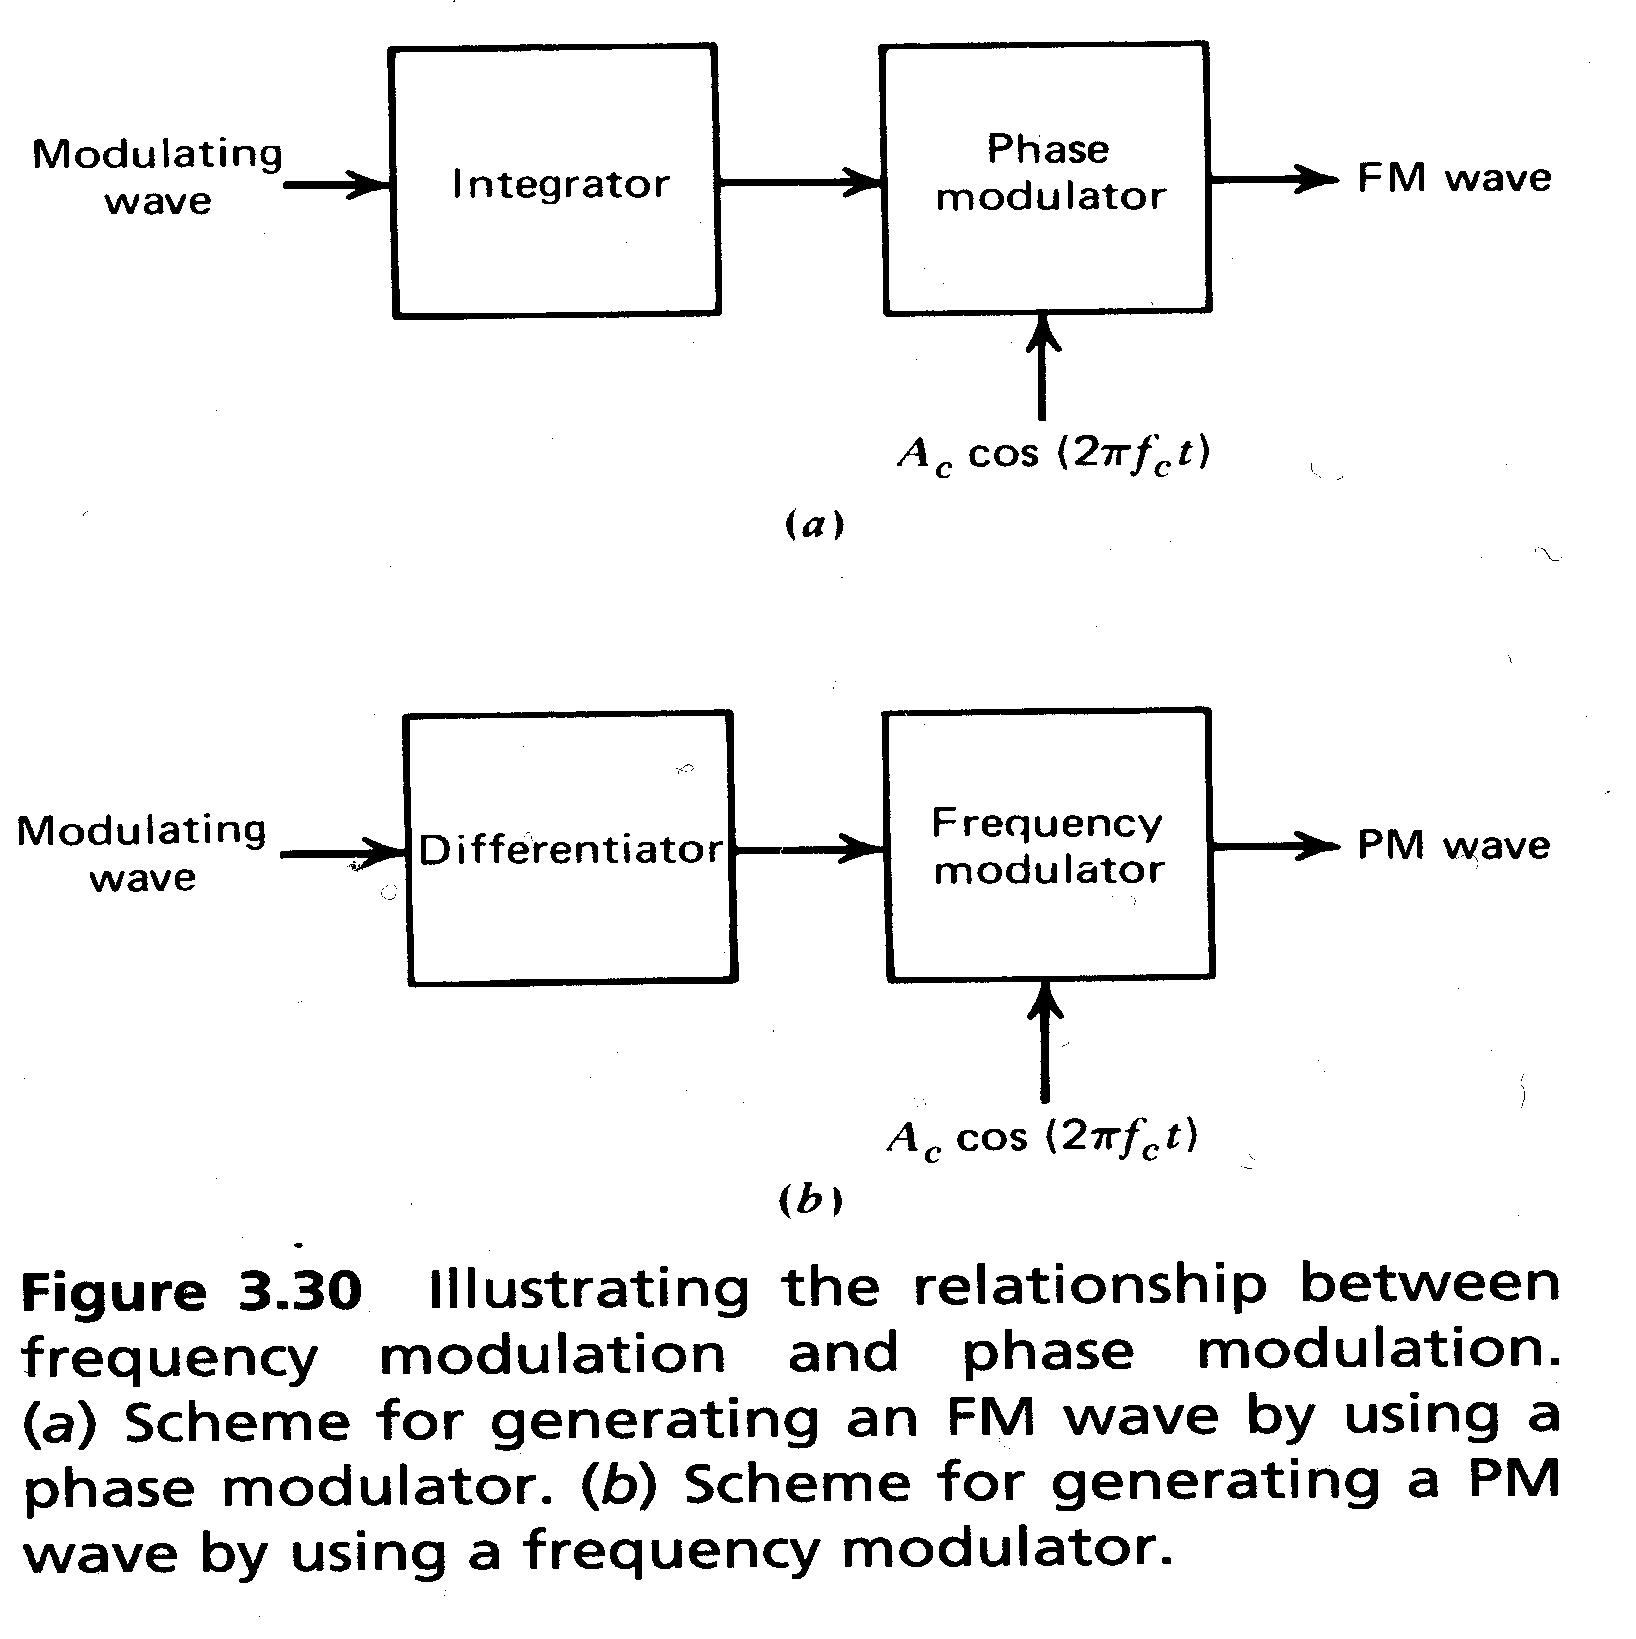 Modulating
wave
Integrator
Phase
modulator
FM wave
A_c cos (2πf_c t)
(a)
Modulating
wave
Differentiator
Frequency
modulator
PM wave
A_c cos (2πf_c t)
(b)
Figure 3.30 Illustrating the relationship between
frequency modulation and phase modulation.
(a) Scheme for generating an FM wave by using a
phase modulator. (b) Scheme for generating a PM
wave by using a frequency modulator.